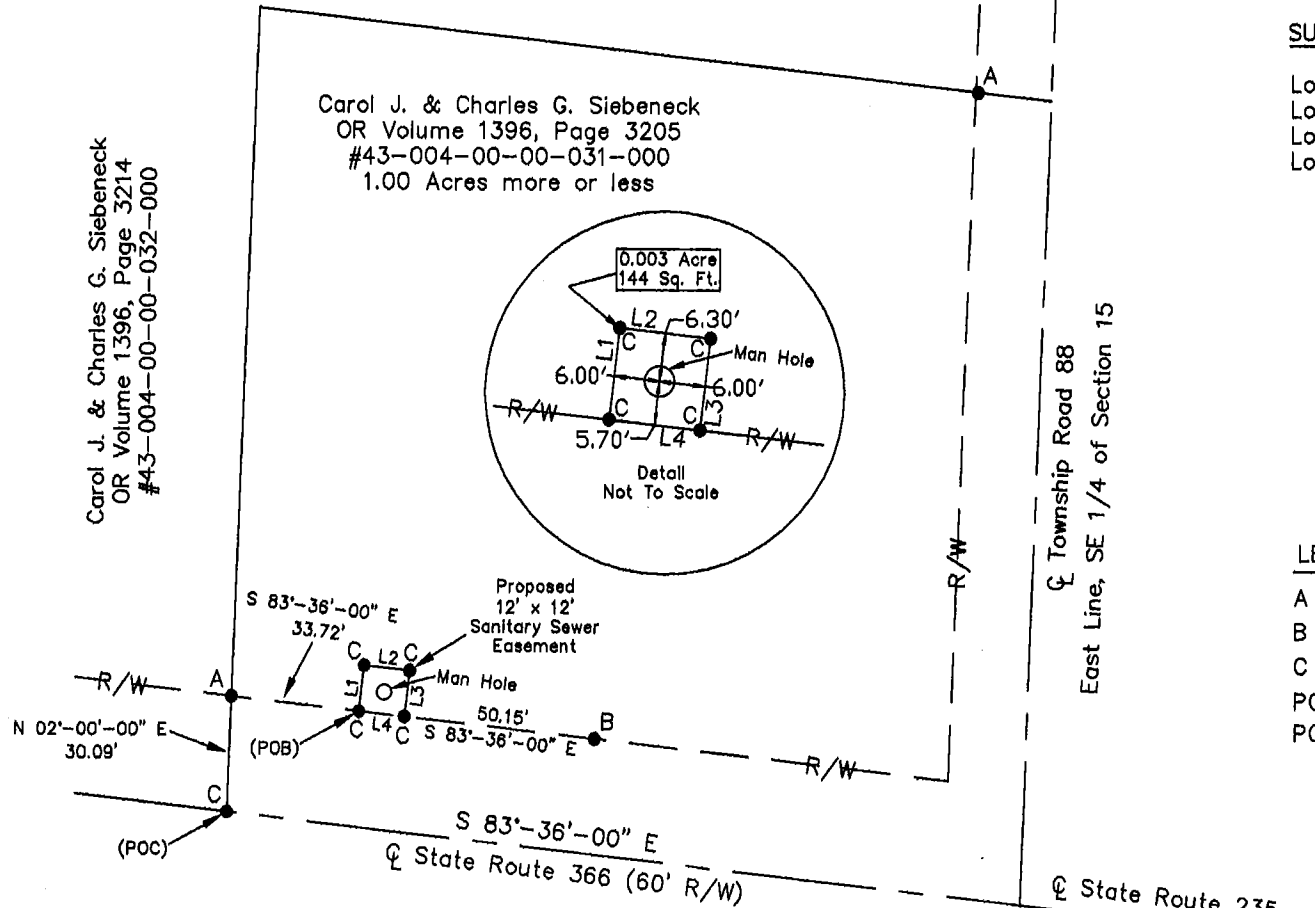 SU
A
Lo
Lo
Lo
Lo
Carol J. & Charles G. Siebeneck
OR Volume 1396, Page 3205
#43-004-00-00-031-000
1.00 Acres more or less
Carol J. & Charles G. Siebeneck
OR Volume 1396, Page 3214
#43-004-00-00-032-000
0.003 Acre
144 Sq. Ft.
L2
6.30'
C
C
L1
Man Hole
6.00'
6.00'
R/W
C
C
L3
5.70'
L4
R/W
Detail
Not To Scale
℄ Township Road 88
East Line, SE 1/4 of Section 15
R/W
LE
A
B
C
PO
PO
Proposed
12' x 12'
Sanitary Sewer
Easement
S 83°-36'-00" E
33.72'
C
L2
C
L1
Man Hole
L3
R/W
A
N 02°-00'-00" E
30.09'
(POB)
C
L4
C
50.15'
S 83°-36'-00" E
B
R/W
C
(POC)
S 83°-36'-00" E
℄ State Route 366 (60' R/W)
℄ State Route 235